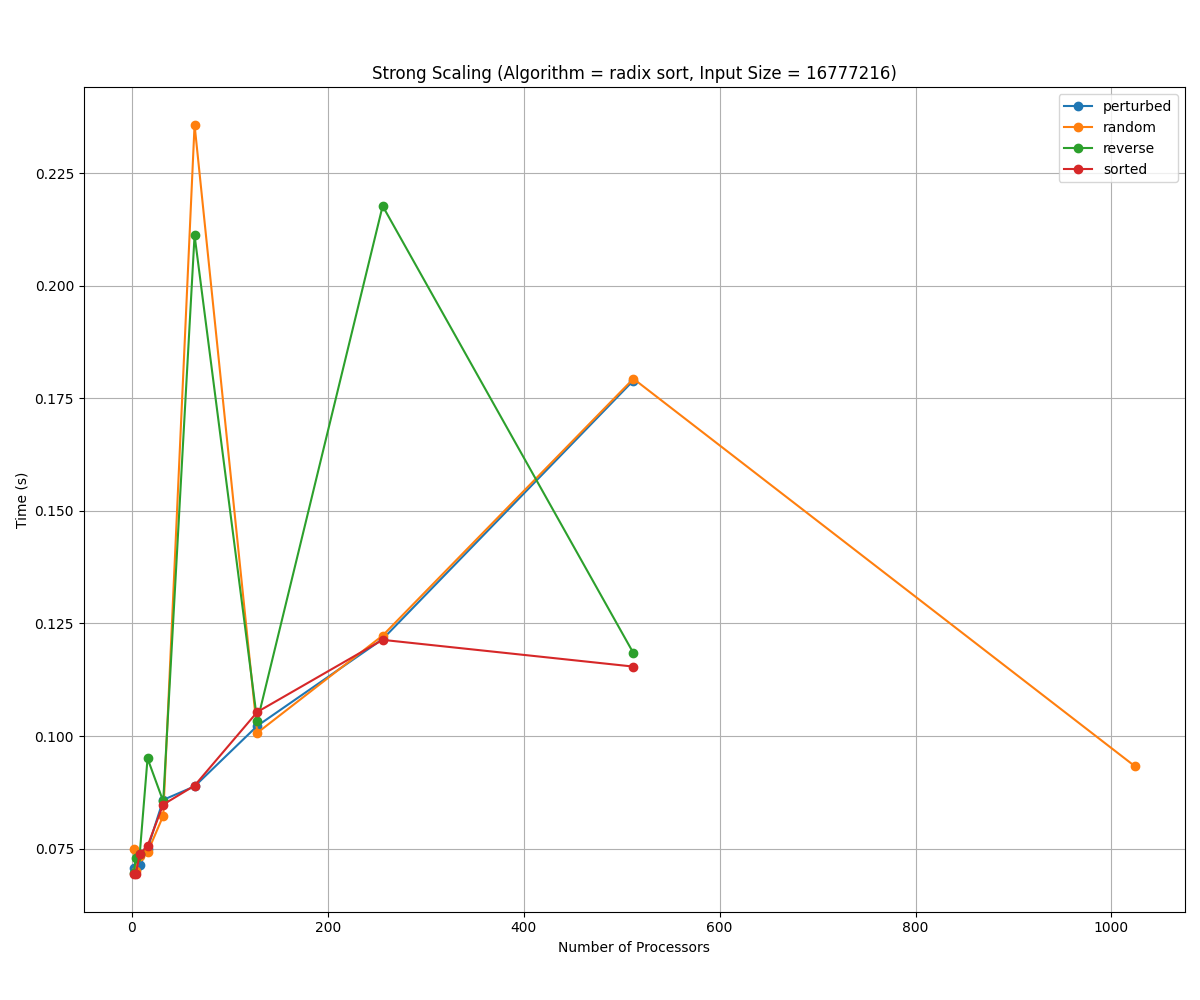 Strong Scaling (Algorithm = radix sort, Input Size = 16777216)
perturbed
random
reverse
sorted
0.225
0.200
0.175
0.150
0.125
0.100
0.075
Time (s)
0 200 400 600 800 1000
Number of Processors